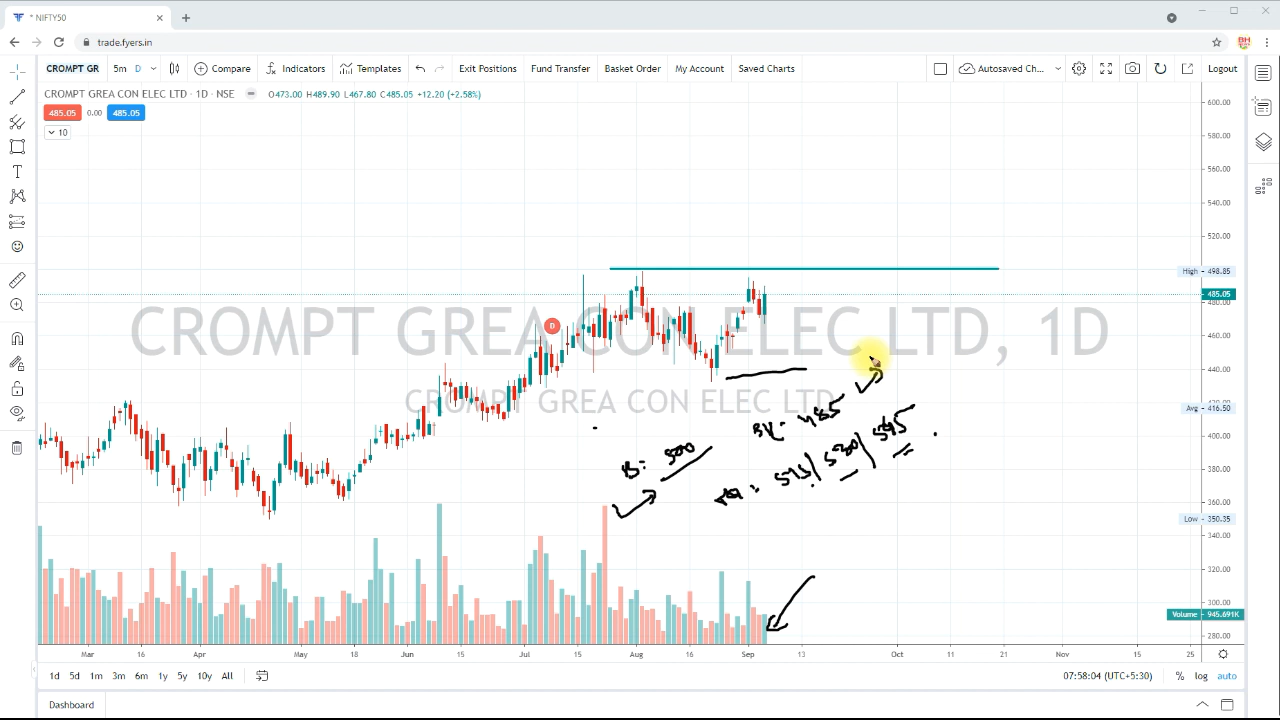 * NIFTY50
trade.fyers.in
CROMPT GR 5m D Compare Indicators Templates Exit Positions Fund Transfer Basket Order My Account Saved Charts Autosaved Ch... Logout
CROMPT GREA CON ELEC LTD · 1D · NSE O473.00 H489.90 L467.80 C485.05 +12.20 (+2.58%)
485.05 0.00 485.05
10
600.00
580.00
560.00
540.00
520.00
High 498.85
485.05
480.00
460.00
440.00
Avg 416.50
400.00
380.00
360.00
Low 350.35
340.00
320.00
300.00
Volume 945.691K
280.00
CROMPT GREA CON ELEC LTD, 1D
CROMPT GREA CON ELEC LTD
D
485
B: 500
515/530/545
Mar 16 Apr 15 May 18 Jun 15 Jul 15 Aug 16 Sep 13 Oct 11 21 Nov 15 25
1d 5d 1m 3m 6m 1y 5y 10y All 07:58:04 (UTC+5:30) % log auto
Dashboard